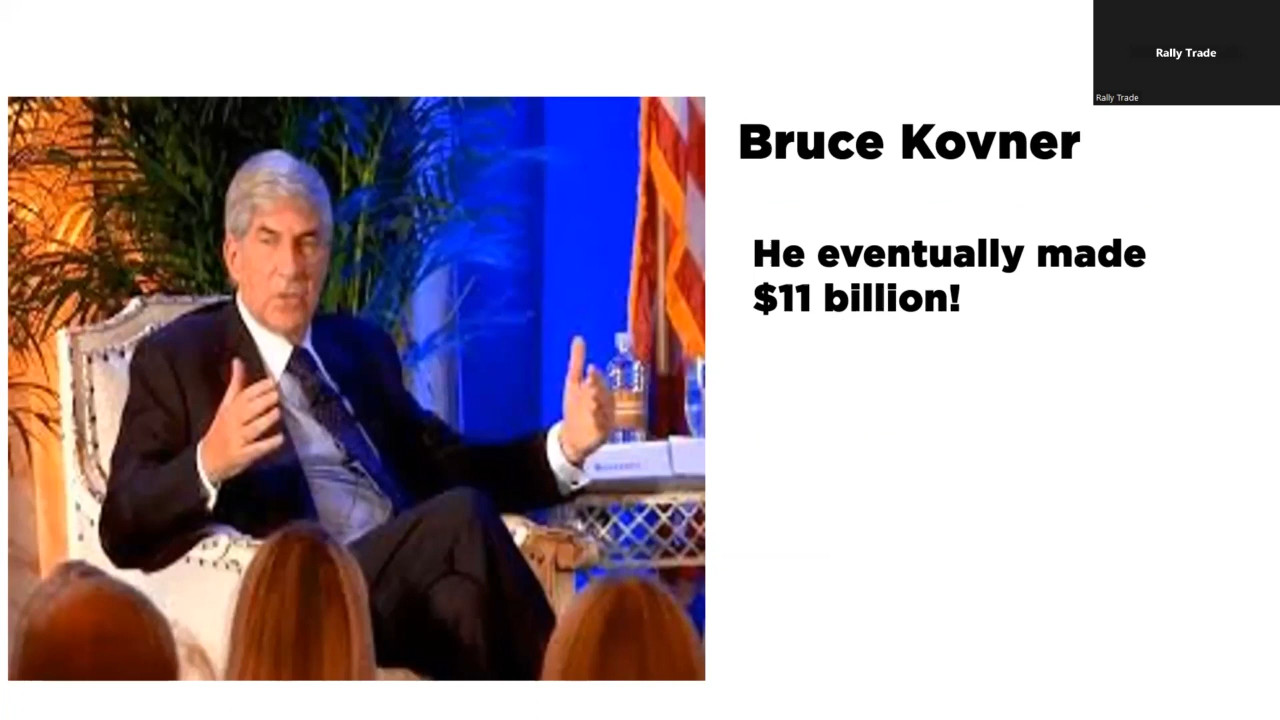 Rally Trade
Rally Trade
Bruce Kovner
He eventually made
$11 billion!